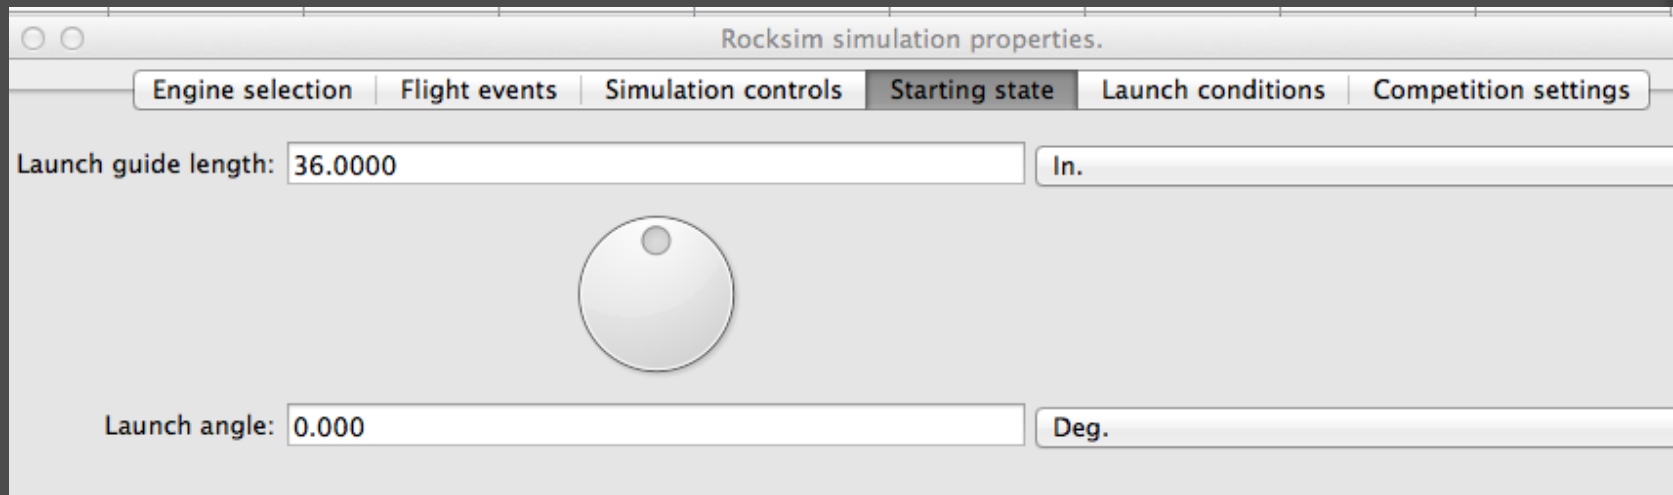 Rocksim simulation properties.
Engine selection Flight events Simulation controls Starting state Launch conditions Competition settings
Launch guide length: 36.0000 In.
Launch angle: 0.000 Deg.